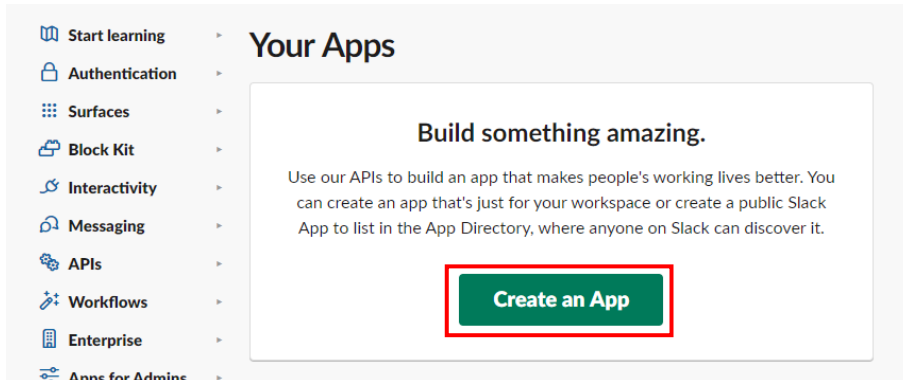 Start learning
Authentication
Surfaces
Block Kit
Interactivity
Messaging
APIs
Workflows
Enterprise
Apps for Admins
Your Apps
Build something amazing.
Use our APIs to build an app that makes people's working lives better. You
can create an app that's just for your workspace or create a public Slack
App to list in the App Directory, where anyone on Slack can discover it.
Create an App